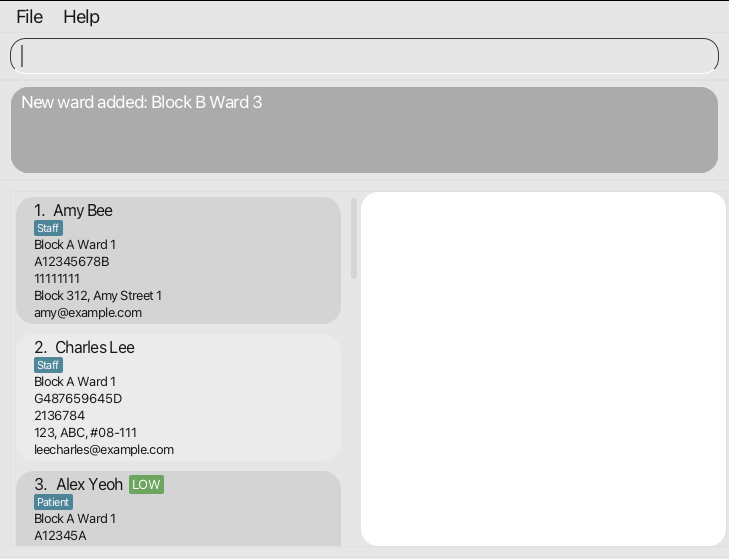 File Help
New ward added: Block B Ward 3
1. Amy Bee
Staff
Block A Ward 1
A12345678B
11111111
Block 312, Amy Street 1
amy@example.com
2. Charles Lee
Staff
Block A Ward 1
G487659645D
2136784
123, ABC, #08-111
leecharles@example.com
3. Alex Yeoh LOW
Patient
Block A Ward 1
A12345A